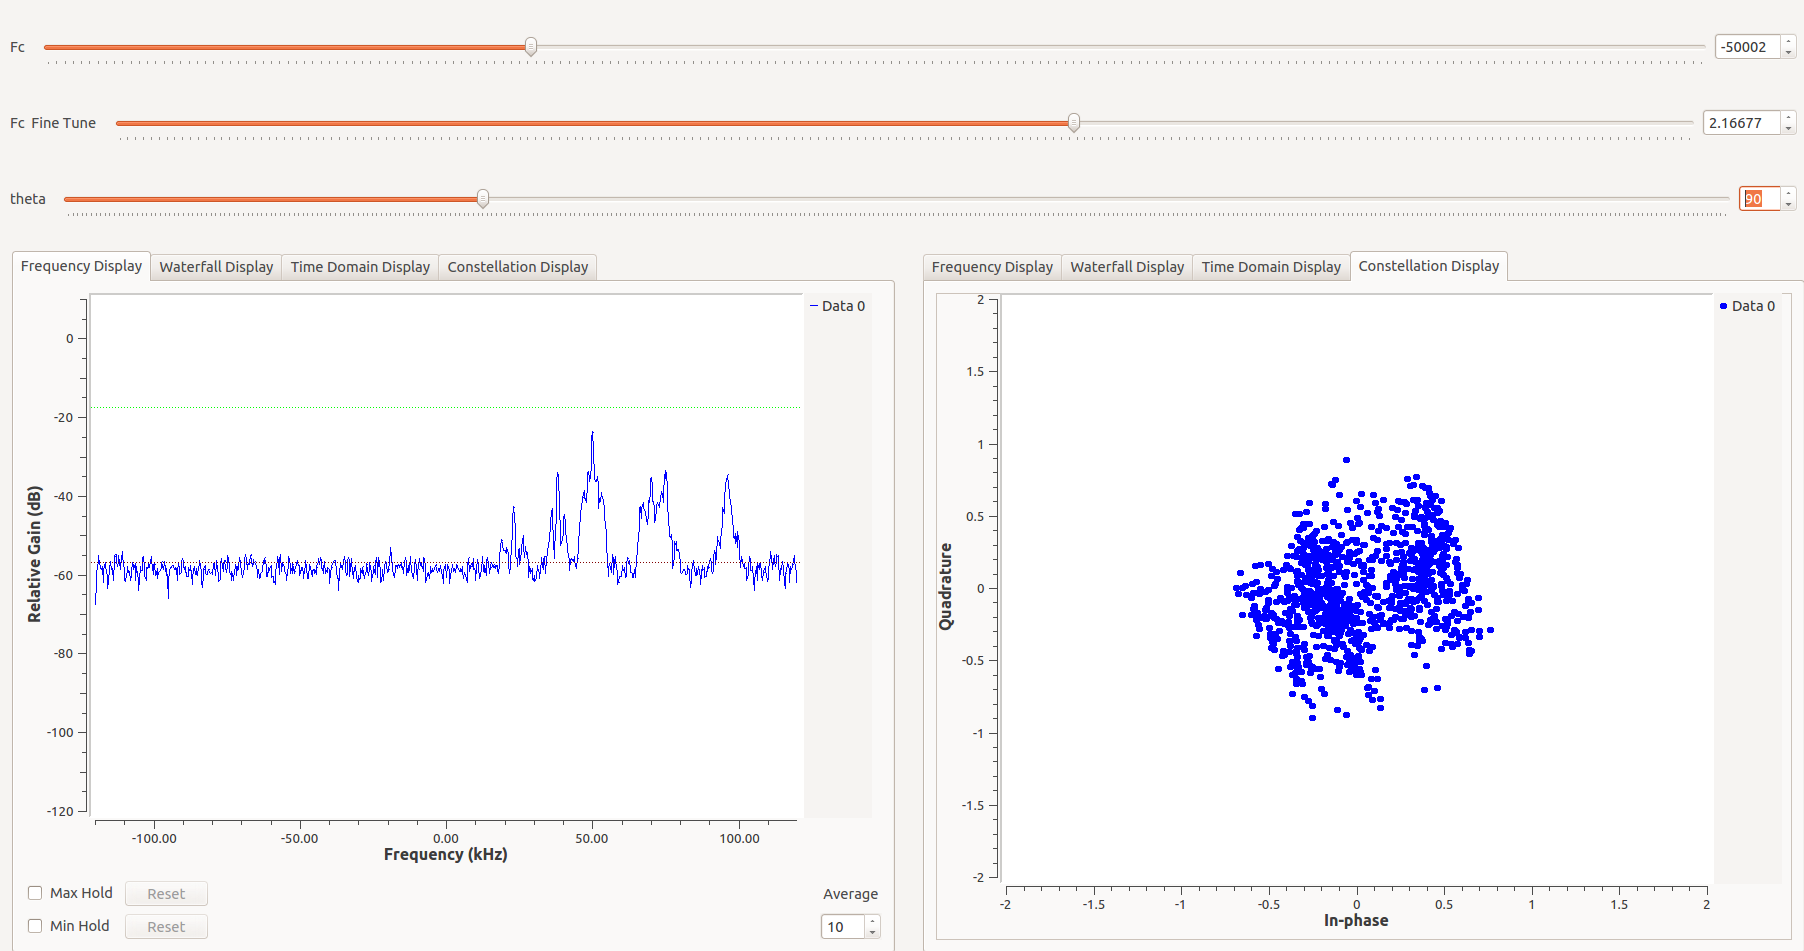 Fc -50002
Fc Fine Tune 2.16677
theta 90
Frequency Display Waterfall Display Time Domain Display Constellation Display
Data 0
0
-20
-40
-60
-80
-100
-120
Relative Gain (dB)
-100.00 -50.00 0.00 50.00 100.00
Frequency (kHz)
Max Hold Reset Average
Min Hold Reset 10
Frequency Display Waterfall Display Time Domain Display Constellation Display
Data 0
2
1.5
1
0.5
0
-0.5
-1
-1.5
-2
Quadrature
-2 -1.5 -1 -0.5 0 0.5 1 1.5 2
In-phase